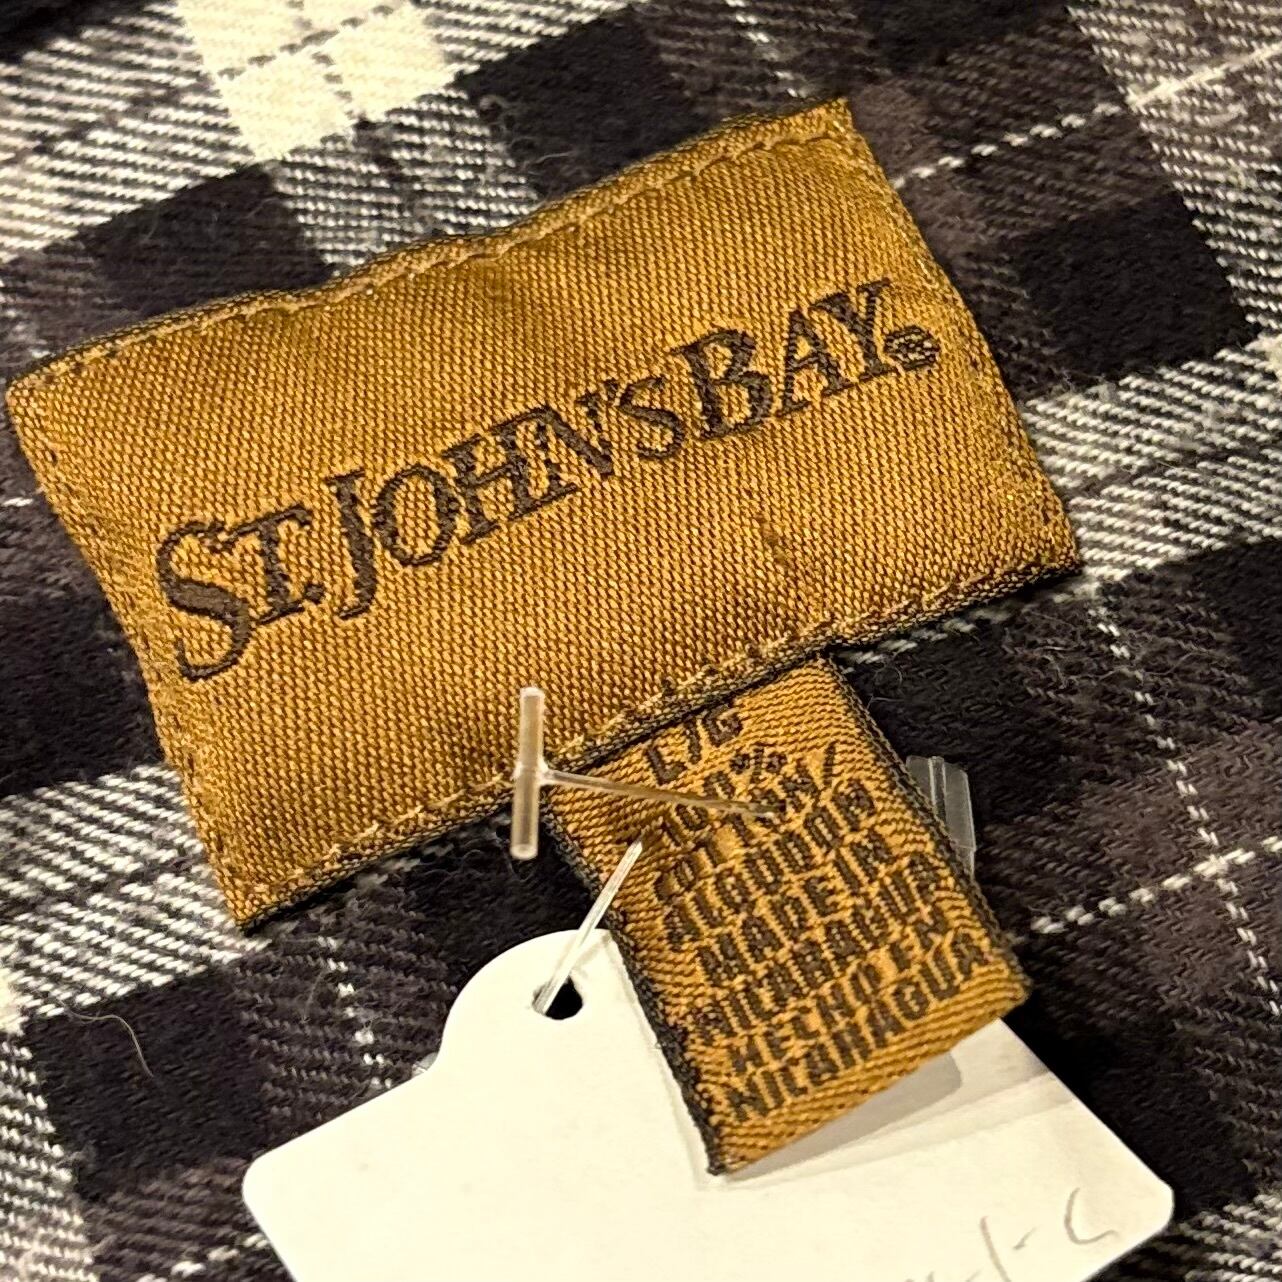 ST. JOHN'S BAY®
L/G
100%
COTTON/
ALGODON
MADE IN
NICARAGUA
HECHO EN
NICARAGUA